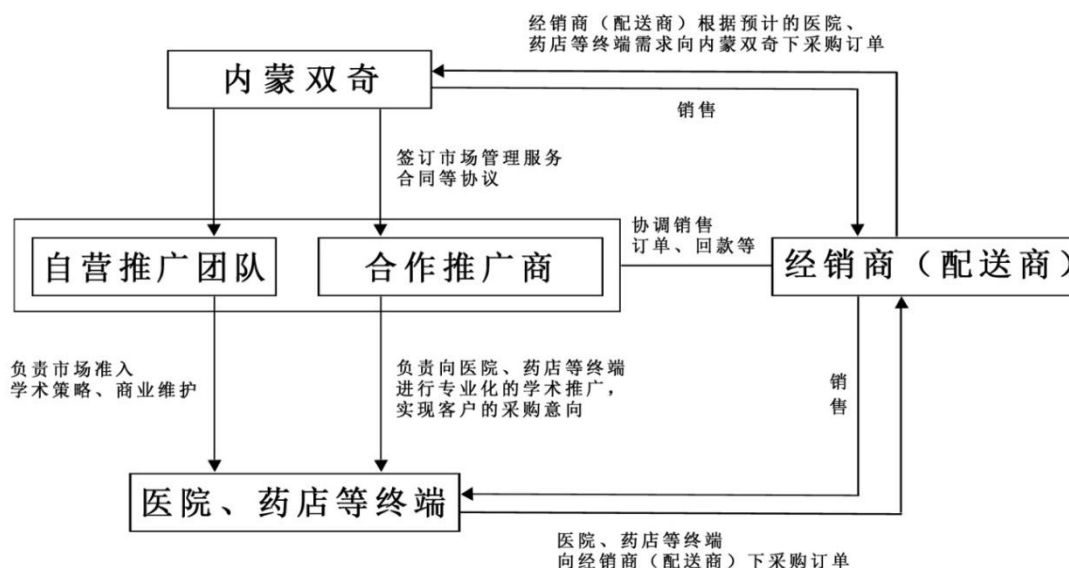 经销商（配送商）根据预计的医院、
药店等终端需求向内蒙双奇下采购订单
内蒙双奇
销售
签订市场管理服务
合同等协议
协调销售
订单、回款等
自营推广团队
合作推广商
经销商（配送商）
负责市场准入
学术策略、商业维护
负责向医院、药店等终端
进行专业化的学术推广，
实现客户的采购意向
销
售
医院、药店等终端
医院、药店等终端
向经销商（配送商）下采购订单